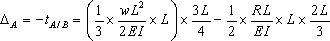 Δ_A = −t_{A/B} = (1/3 × wL²/2EI × L) × 3L/4 − 1/2 × RL/EI × L × 2L/3